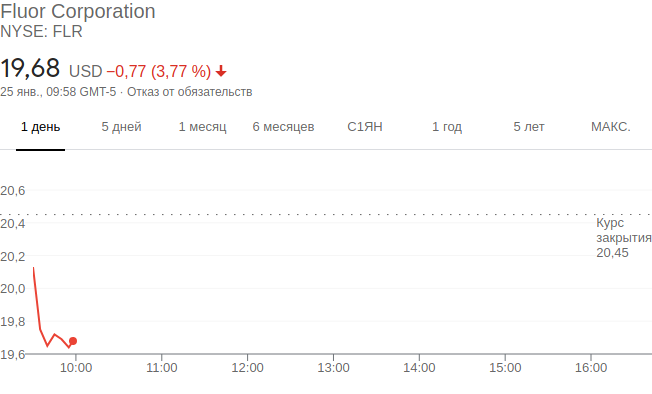 Fluor Corporation
NYSE: FLR
19,68 USD −0,77 (3,77 %)
25 янв., 09:58 GMT-5 · Отказ от обязательств
1 день 5 дней 1 месяц 6 месяцев С1ЯН 1 год 5 лет МАКС.
20,6
20,4
Курс
закрытия
20,45
20,2
20,0
19,8
19,6
10:00 11:00 12:00 13:00 14:00 15:00 16:00